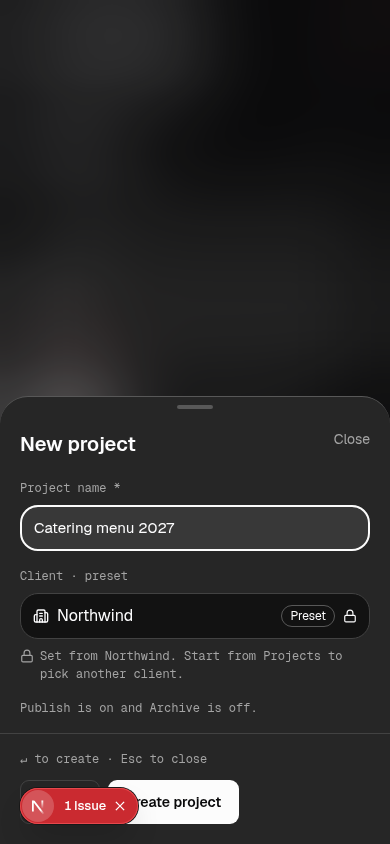 New project
Close
Project name *
Catering menu 2027
Client · preset
Northwind
Preset
Set from Northwind. Start from Projects to
pick another client.
Publish is on and Archive is off.
↵ to create · Esc to close
N
1 Issue
project